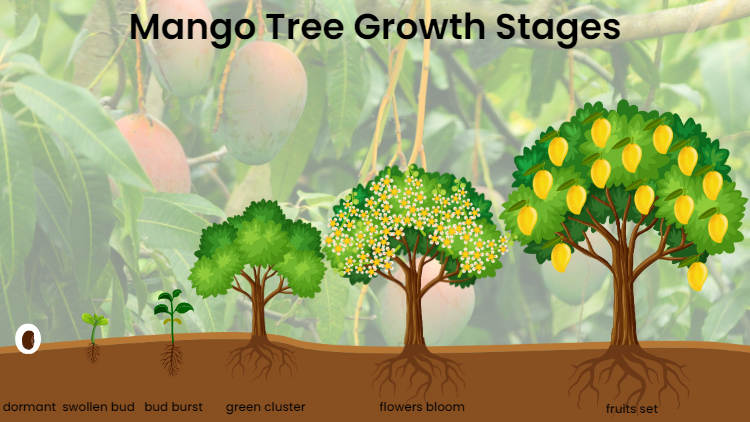 Mango Tree Growth Stages
dormant swollen bud bud burst green cluster flowers bloom fruits set